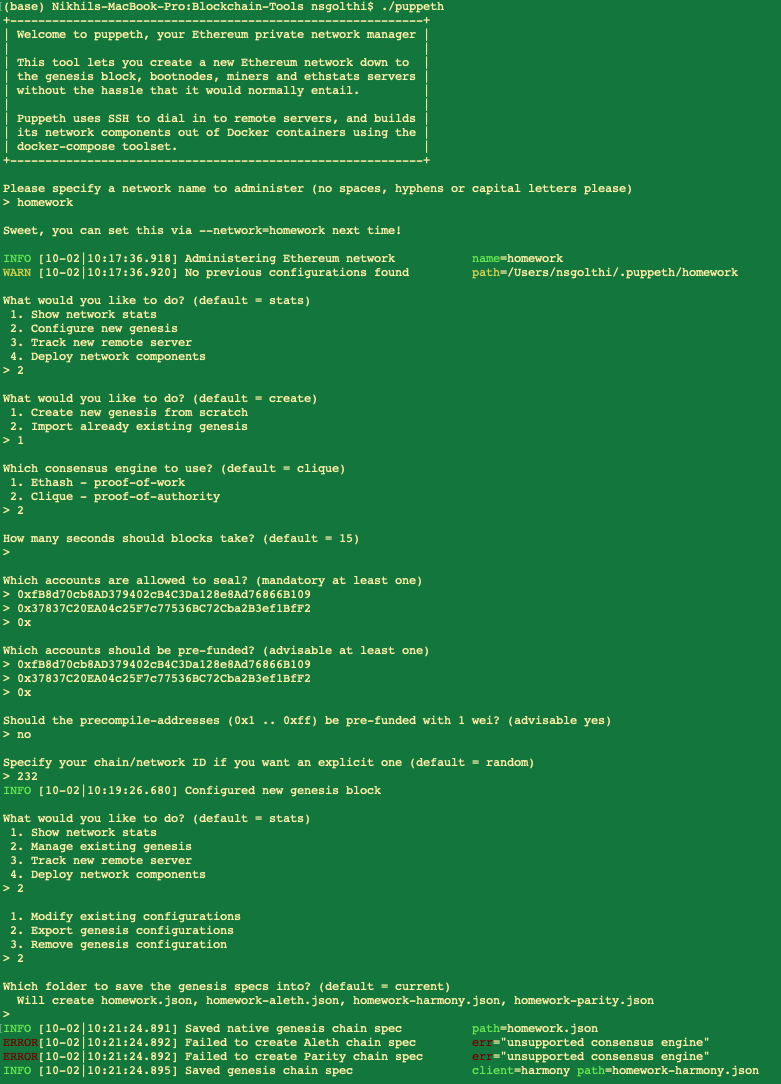 (base) Nikhils-MacBook-Pro:Blockchain-Tools nsgolthi$ ./puppeth
+-----------------------------------------------------------+
| Welcome to puppeth, your Ethereum private network manager |
|                                                           |
| This tool lets you create a new Ethereum network down to  |
| the genesis block, bootnodes, miners and ethstats servers |
| without the hassle that it would normally entail.         |
|                                                           |
| Puppeth uses SSH to dial in to remote servers, and builds |
| its network components out of Docker containers using the |
| docker-compose toolset.                                   |
+-----------------------------------------------------------+
Please specify a network name to administer (no spaces, hyphens or capital letters please)
> homework
Sweet, you can set this via --network=homework next time!
INFO [10-02|10:17:36.918] Administering Ethereum network           name=homework
WARN [10-02|10:17:36.920] No previous configurations found         path=/Users/nsgolthi/.puppeth/homework
What would you like to do? (default = stats)
 1. Show network stats
 2. Configure new genesis
 3. Track new remote server
 4. Deploy network components
> 2
What would you like to do? (default = create)
 1. Create new genesis from scratch
 2. Import already existing genesis
> 1
Which consensus engine to use? (default = clique)
 1. Ethash - proof-of-work
 2. Clique - proof-of-authority
> 2
How many seconds should blocks take? (default = 15)
>
Which accounts are allowed to seal? (mandatory at least one)
> 0xfB8d70cb8AD379402cB4C3Da128e8Ad76866B109
> 0x37837C20EA04c25F7c77536BC72Cba2B3ef1BfF2
> 0x
Which accounts should be pre-funded? (advisable at least one)
> 0xfB8d70cb8AD379402cB4C3Da128e8Ad76866B109
> 0x37837C20EA04c25F7c77536BC72Cba2B3ef1BfF2
> 0x
Should the precompile-addresses (0x1 .. 0xff) be pre-funded with 1 wei? (advisable yes)
> no
Specify your chain/network ID if you want an explicit one (default = random)
> 232
INFO [10-02|10:19:26.680] Configured new genesis block
What would you like to do? (default = stats)
 1. Show network stats
 2. Manage existing genesis
 3. Track new remote server
 4. Deploy network components
> 2
 1. Modify existing configurations
 2. Export genesis configurations
 3. Remove genesis configuration
> 2
Which folder to save the genesis specs into? (default = current)
  Will create homework.json, homework-aleth.json, homework-harmony.json, homework-parity.json
>
INFO [10-02|10:21:24.891] Saved native genesis chain spec          path=homework.json
ERROR[10-02|10:21:24.892] Failed to create Aleth chain spec        err="unsupported consensus engine"
ERROR[10-02|10:21:24.892] Failed to create Parity chain spec       err="unsupported consensus engine"
INFO [10-02|10:21:24.895] Saved genesis chain spec                 client=harmony path=homework-harmony.json